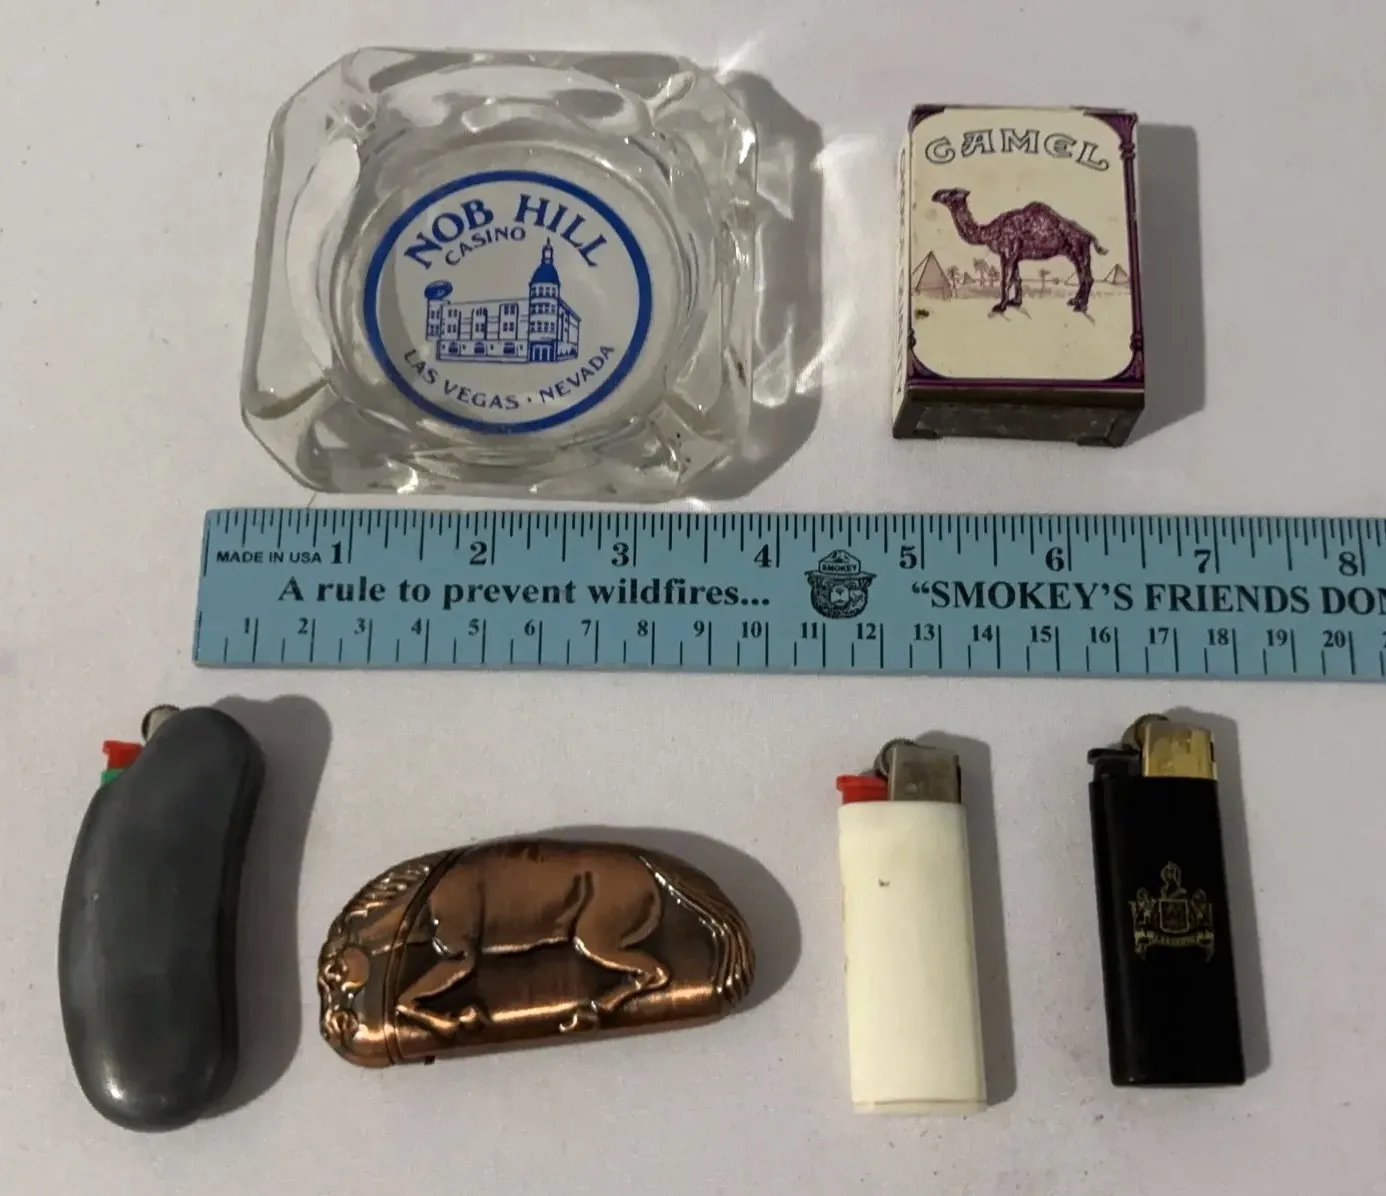 NOB HILL
CASINO
LAS VEGAS · NEVADA
CAMEL
MADE IN USA 1 2 3 4 5 6 7 8
SMOKEY
A rule to prevent wildfires... "SMOKEY'S FRIENDS DON
1 2 3 4 5 6 7 8 9 10 11 12 13 14 15 16 17 18 19 20